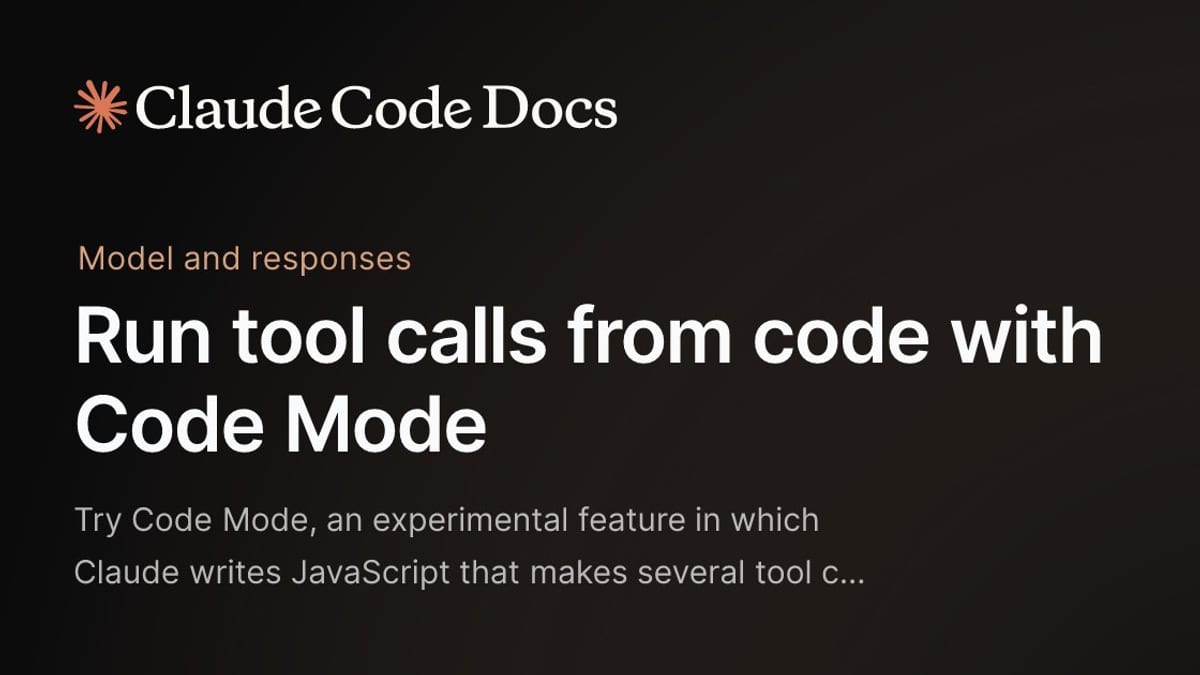 Claude Code Docs
Model and responses
Run tool calls from code with
Code Mode
Try Code Mode, an experimental feature in which
Claude writes JavaScript that makes several tool c...